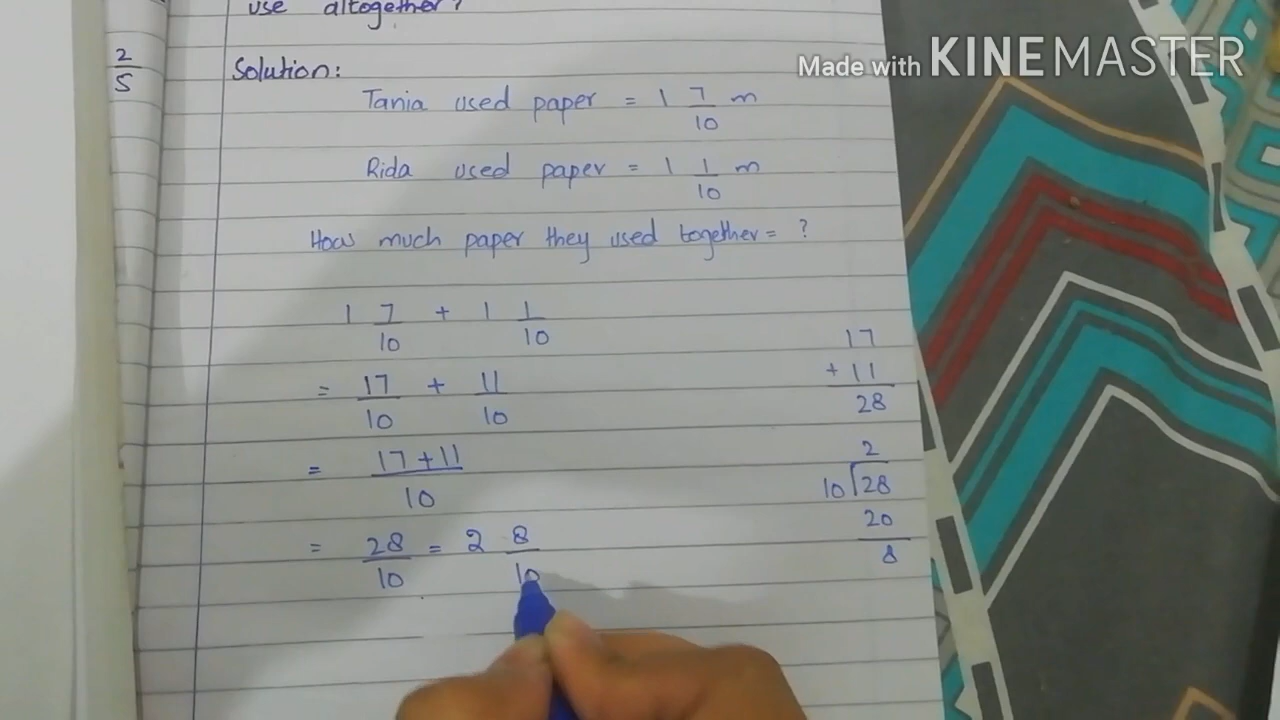 use altogether?
2/5
Solution:
Made with KINEMASTER
Tania used paper = 1 7/10 m
Rida used paper = 1 1/10 m
How much paper they used together = ?
1 7/10 + 1 1/10
= 17/10 + 11/10
17
+ 11
28
= 17+11/10
2
10 28
20
8
= 28/10 = 2 8/10